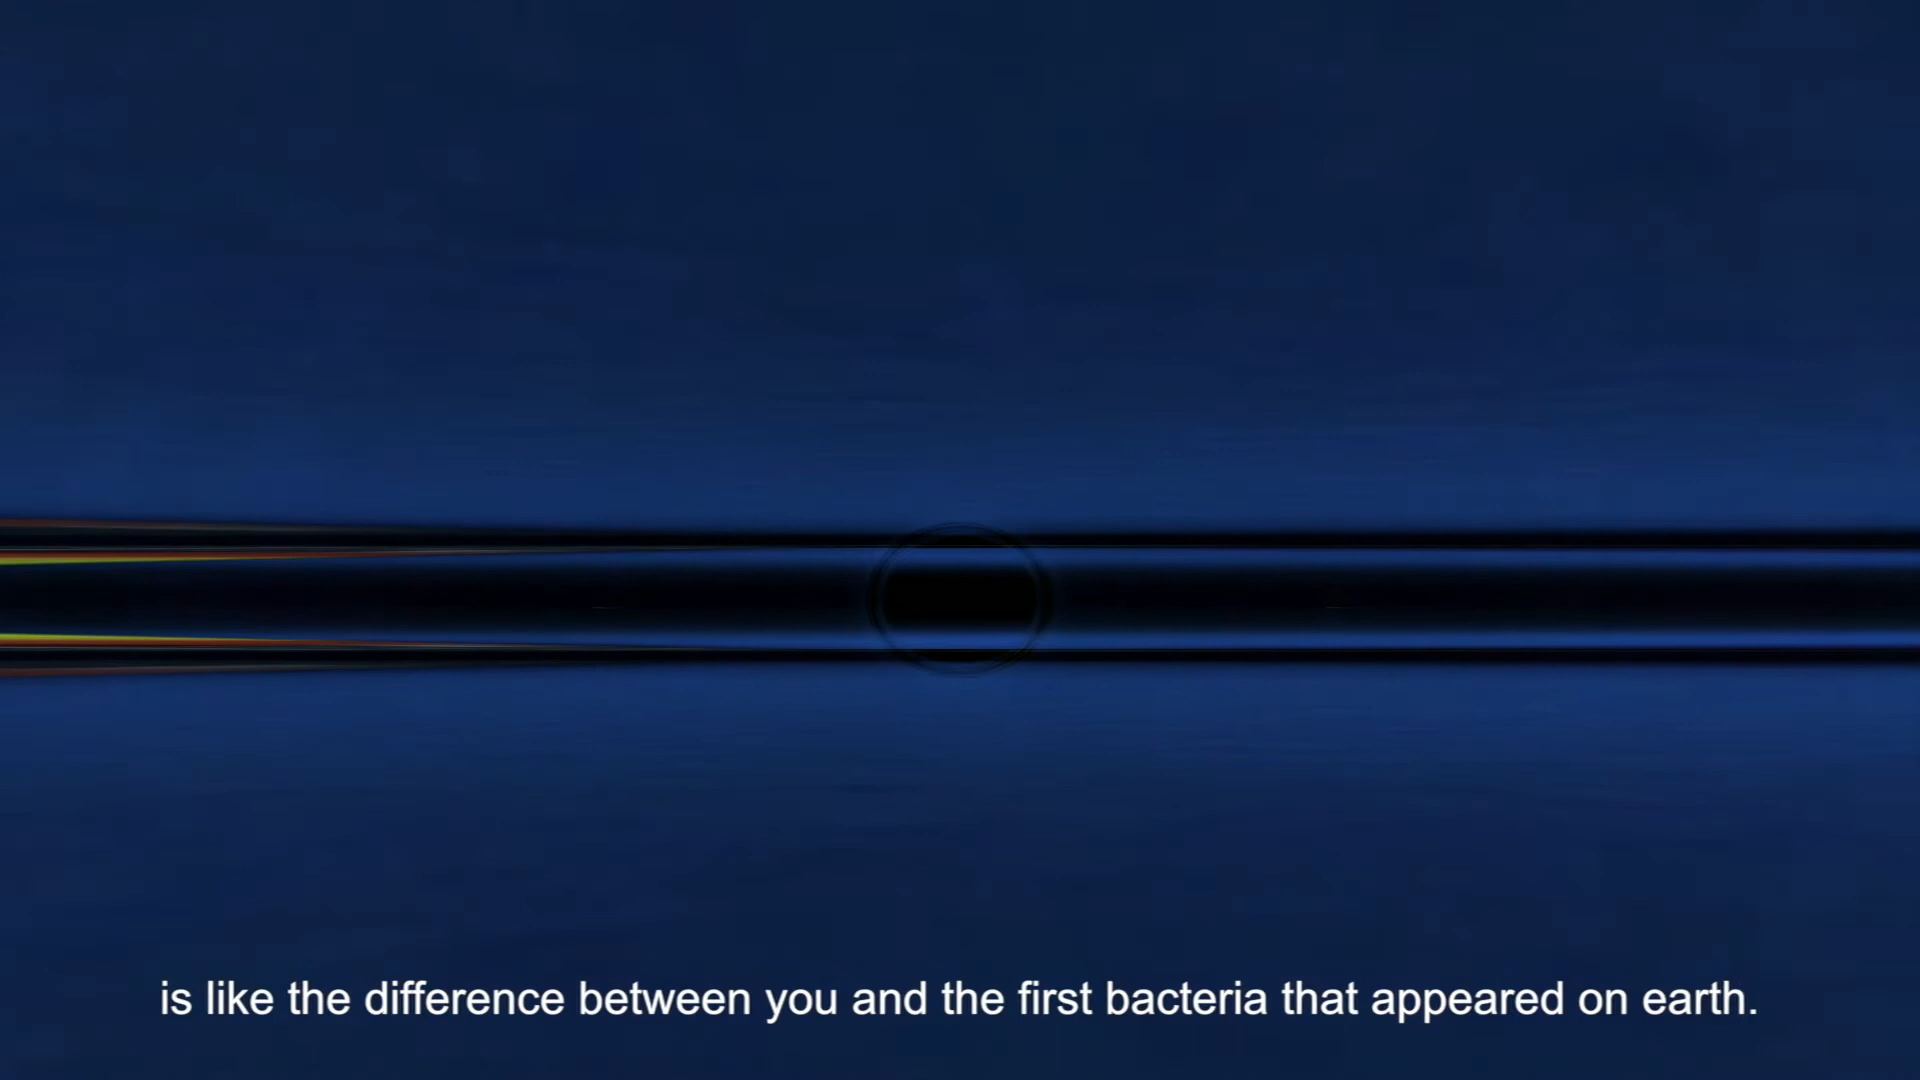 is like the difference between you and the first bacteria that appeared on earth.